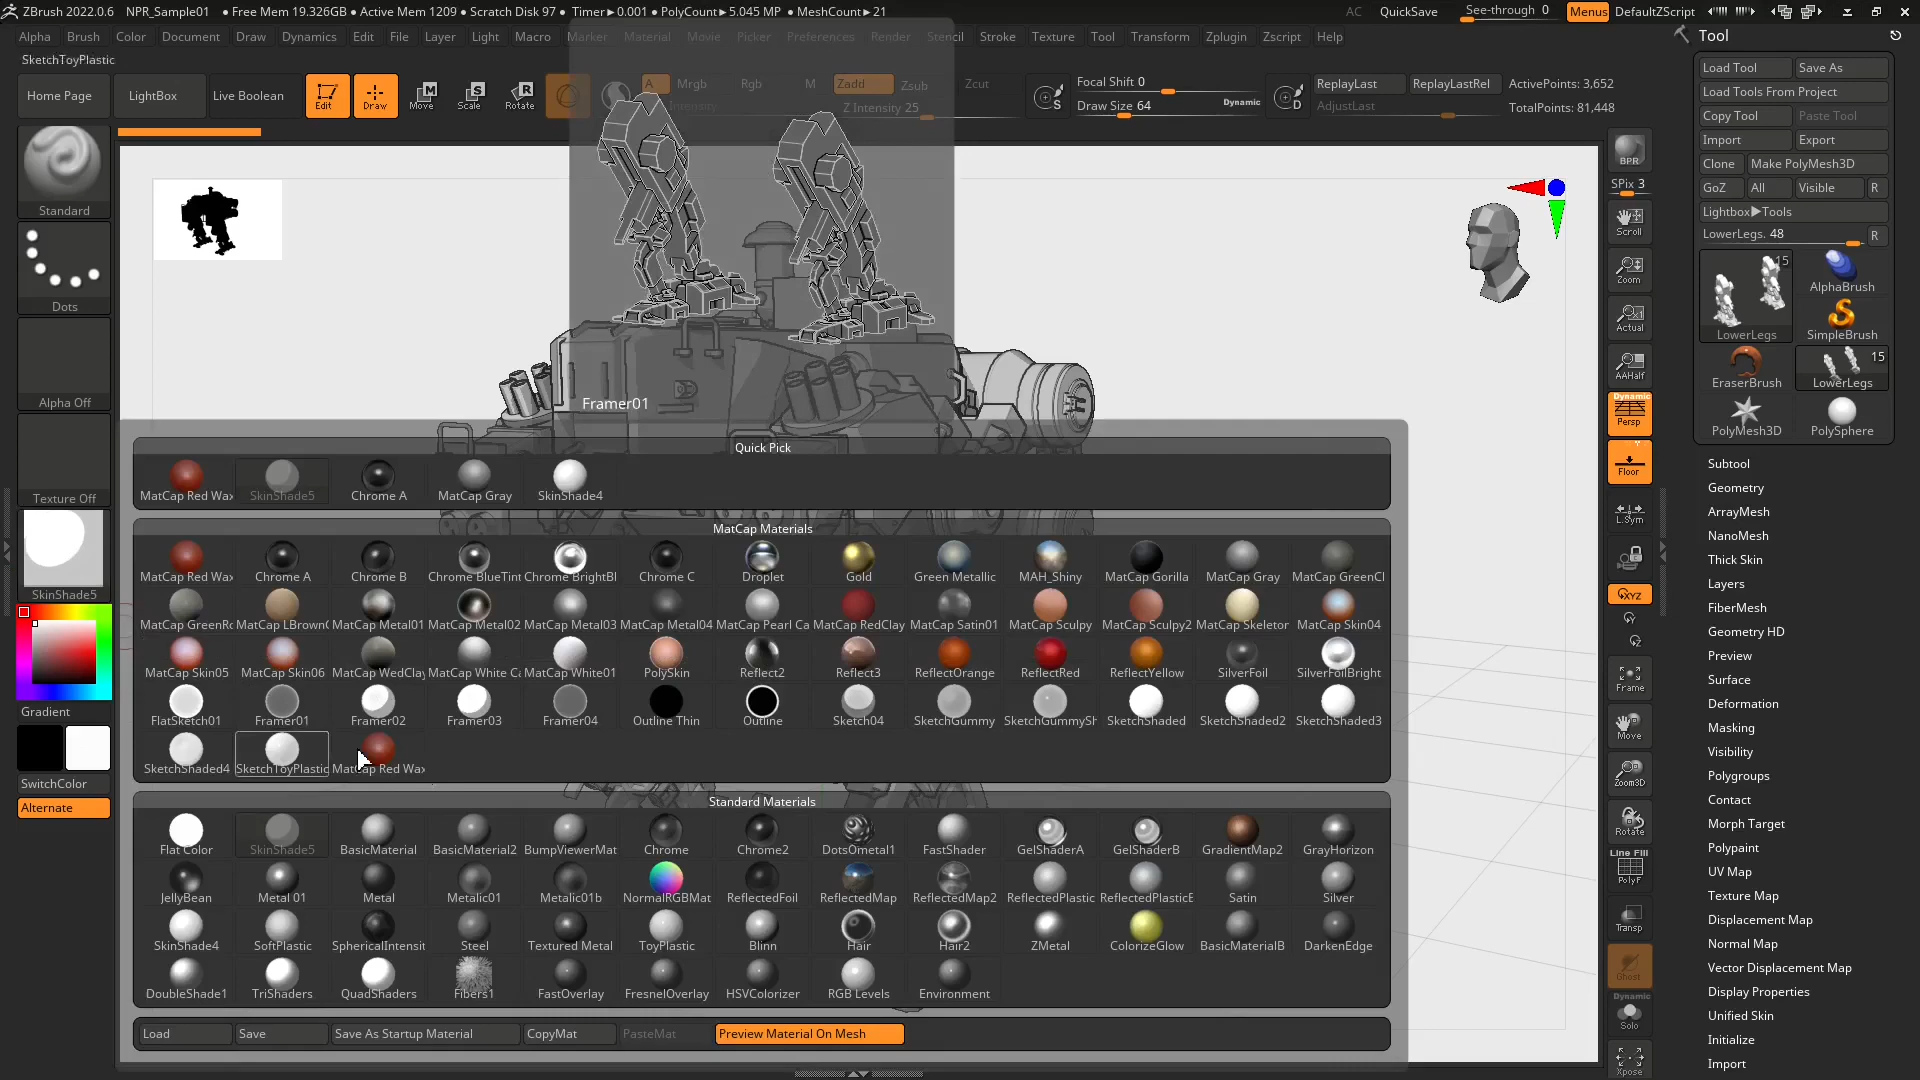 ZBrush 2022.0.6 NPR_Sample01 • Free Mem 19.326GB • Active Mem 1209 • Scratch Disk 97 • Timer▶0.001 • PolyCount▶5.045 MP • MeshCount▶21 AC QuickSave See-through 0 Menus DefaultZScript
Alpha Brush Color Document Draw Dynamics Edit File Layer Light Macro Marker Material Movie Picker Preferences Render Stencil Stroke Texture Tool Transform Zplugin Zscript Help
SketchToyPlastic
Home Page LightBox Live Boolean Edit Draw Move Scale Rotate
A Mrgb Rgb M Zadd Zsub Zcut
Intensity Z Intensity 25
Focal Shift 0
Draw Size 64 Dynamic
S D
ReplayLast ReplayLastRel ActivePoints: 3,652
AdjustLast TotalPoints: 81,448
Standard
Dots
Alpha Off
Texture Off
SkinShade5
Gradient
SwitchColor
Alternate
Framer01
Quick Pick
MatCap Red Wax SkinShade5 Chrome A MatCap Gray SkinShade4
MatCap Materials
MatCap Red Wax Chrome A Chrome B Chrome BlueTint Chrome BrightBl Chrome C Droplet Gold Green Metallic MAH_Shiny MatCap Gorilla MatCap Gray MatCap GreenCl
MatCap GreenRo MatCap LBrownC MatCap Metal01 MatCap Metal02 MatCap Metal03 MatCap Metal04 MatCap Pearl Ca MatCap RedClay MatCap Satin01 MatCap Sculpy MatCap Sculpy2 MatCap Skeletor MatCap Skin04
MatCap Skin05 MatCap Skin06 MatCap WedClay MatCap White Ca MatCap White01 PolySkin Reflect2 Reflect3 ReflectOrange ReflectRed ReflectYellow SilverFoil SilverFoilBright
FlatSketch01 Framer01 Framer02 Framer03 Framer04 Outline Thin Outline Sketch04 SketchGummy SketchGummySh SketchShaded SketchShaded2 SketchShaded3
SketchShaded4 SketchToyPlastic MatCap Red Wax
Standard Materials
Flat Color SkinShade5 BasicMaterial BasicMaterial2 BumpViewerMat Chrome Chrome2 DotsOmetal1 FastShader GelShaderA GelShaderB GradientMap2 GrayHorizon
JellyBean Metal 01 Metal Metalic01 Metalic01b NormalRGBMat ReflectedFoil ReflectedMap ReflectedMap2 ReflectedPlastic ReflectedPlasticE Satin Silver
SkinShade4 SoftPlastic SphericalIntensit Steel Textured Metal ToyPlastic Blinn Hair Hair2 ZMetal ColorizeGlow BasicMaterialB DarkenEdge
DoubleShade1 TriShaders QuadShaders Fibers1 FastOverlay FresnelOverlay HSVColorizer RGB Levels Environment
Load Save Save As Startup Material CopyMat PasteMat Preview Material On Mesh
BPR
SPix 3
Scroll
Zoom
Actual
AAHalf
Dynamic
Persp
Floor
L.Sym
XYZ
Y
Z
Frame
Move
Zoom3D
Rotate
Line Fill
PolyF
Transp
Ghost
Dynamic
Solo
Xpose
Tool
Load Tool Save As
Load Tools From Project
Copy Tool Paste Tool
Import Export
Clone Make PolyMesh3D
GoZ All Visible R
Lightbox▶Tools
LowerLegs. 48 R
15
LowerLegs
AlphaBrush
SimpleBrush
EraserBrush
15
LowerLegs
PolyMesh3D PolySphere
Subtool
Geometry
ArrayMesh
NanoMesh
Thick Skin
Layers
FiberMesh
Geometry HD
Preview
Surface
Deformation
Masking
Visibility
Polygroups
Contact
Morph Target
Polypaint
UV Map
Texture Map
Displacement Map
Normal Map
Vector Displacement Map
Display Properties
Unified Skin
Initialize
Import